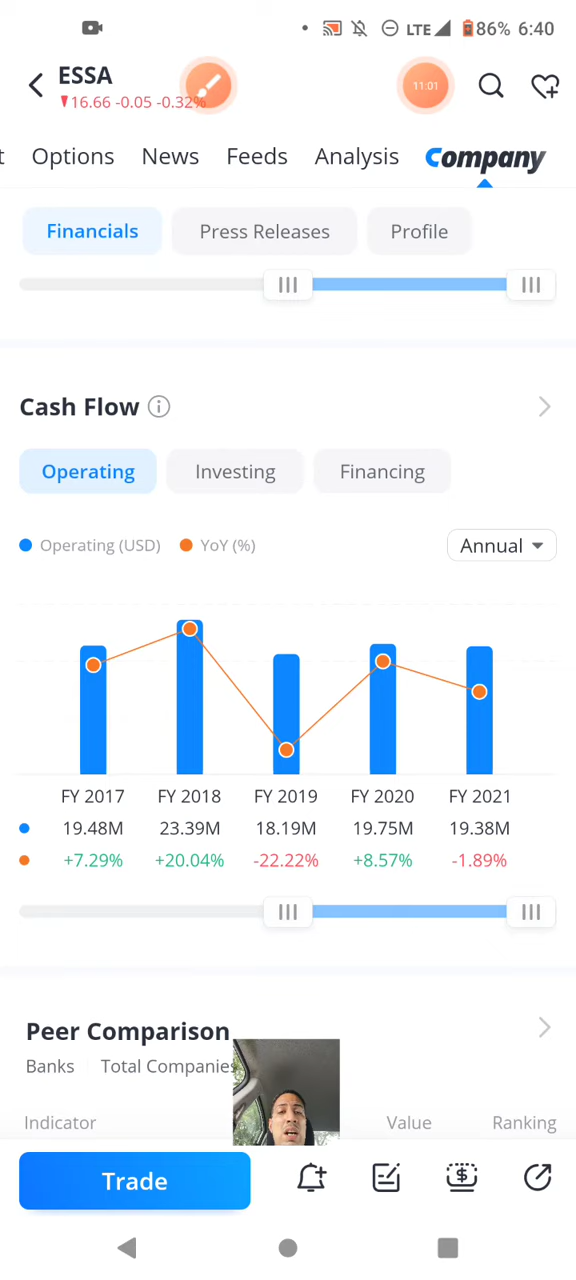 LTE 86% 6:40
ESSA
16.66 -0.05 -0.32%
11:01
t Options News Feeds Analysis Company
Financials Press Releases Profile
Cash Flow
Operating Investing Financing
Operating (USD) YoY (%) Annual
FY 2017 FY 2018 FY 2019 FY 2020 FY 2021
19.48M 23.39M 18.19M 19.75M 19.38M
+7.29% +20.04% -22.22% +8.57% -1.89%
Peer Comparison
Banks Total Companies
Indicator Value Ranking
Trade